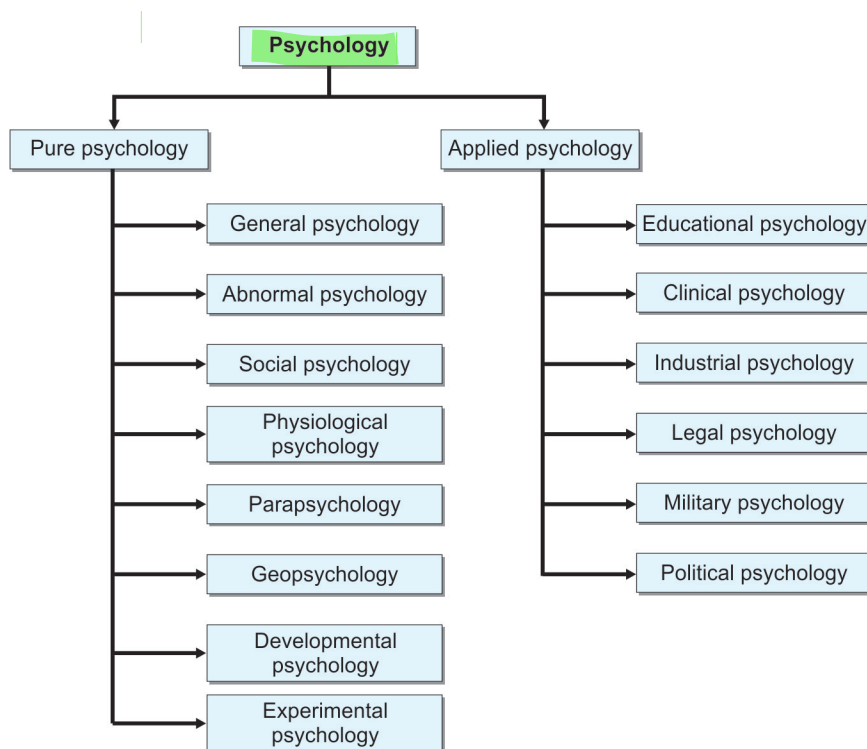 Psychology
Pure psychology
Applied psychology
General psychology
Abnormal psychology
Social psychology
Physiological
psychology
Parapsychology
Geopsychology
Developmental
psychology
Experimental
psychology
Educational psychology
Clinical psychology
Industrial psychology
Legal psychology
Military psychology
Political psychology